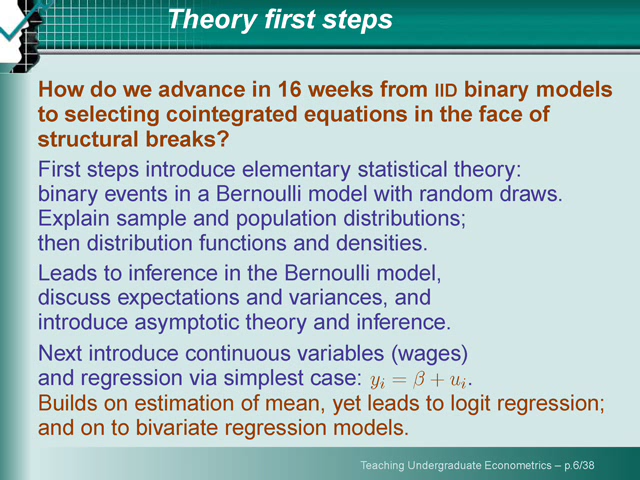 Theory first steps
How do we advance in 16 weeks from IID binary models
to selecting cointegrated equations in the face of
structural breaks?
First steps introduce elementary statistical theory:
binary events in a Bernoulli model with random draws.
Explain sample and population distributions;
then distribution functions and densities.
Leads to inference in the Bernoulli model,
discuss expectations and variances, and
introduce asymptotic theory and inference.
Next introduce continuous variables (wages)
and regression via simplest case: yᵢ = β + uᵢ.
Builds on estimation of mean, yet leads to logit regression;
and on to bivariate regression models.
Teaching Undergraduate Econometrics – p.6/38